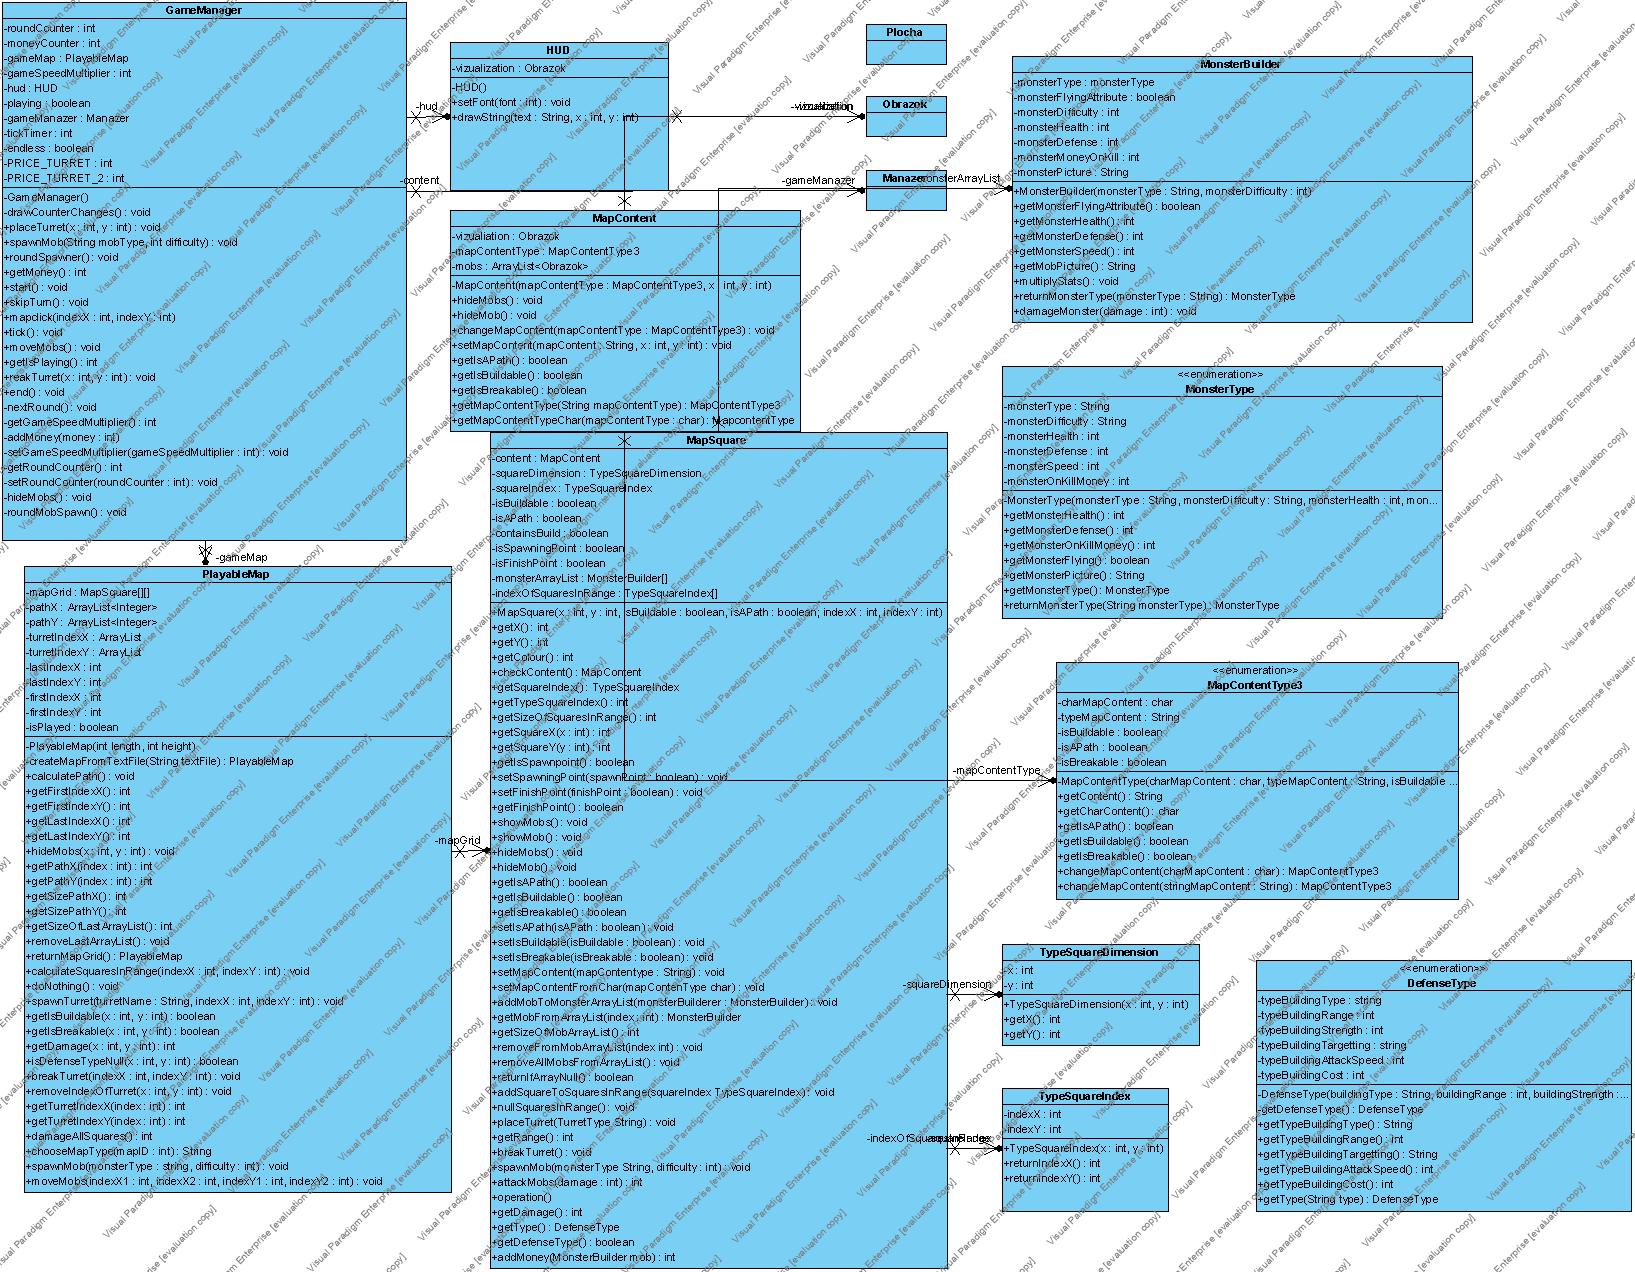 GameManager
-roundCounter : int
-moneyCounter : int
-gameMap : PlayableMap
-gameSpeedMultiplier : int
-hud : HUD
-playing : boolean
-gameManazer : Manazer
-tickTimer : int
-endless : boolean
-PRICE_TURRET : int
-PRICE_TURRET_2 : int
-GameManager()
-drawCounterChanges() : void
+placeTurret(x : int, y : int) : void
+spawnMob(String mobType, int difficulty) : void
+roundSpawner() : void
+getMoney() : int
+start() : void
+skipTurn() : void
+mapclick(indexX : int, indexY : int)
+tick() : void
+moveMobs() : void
+getIsPlaying() : int
+reakTurret(x : int, y : int) : void
+end() : void
-nextRound() : void
-getGameSpeedMultiplier() : int
-addMoney(money : int)
-setGameSpeedMultiplier(gameSpeedMultiplier : int) : void
-getRoundCounter() : int
-setRoundCounter(roundCounter : int) : void
-hideMobs() : void
-roundMobSpawn() : void
-hud
-content
-gameMap
HUD
-vizualization : Obrazok
-HUD()
+setFont(font : int) : void
+drawString(text : String, x : int, y : int)
Plocha
-vizualization
Obrazok
-gameManazer
Manazer
-monsterArrayList
MonsterBuilder
-monsterType : monsterType
-monsterFlyingAttribute : boolean
-monsterDifficulty : int
-monsterHealth : int
-monsterDefense : int
-monsterMoneyOnKill : int
-monsterPicture : String
+MonsterBuilder(monsterType : String, monsterDifficulty : int)
+getMonsterFlyingAttribute() : boolean
+getMonsterHealth() : int
+getMonsterDefense() : int
+getMonsterSpeed() : int
+getMobPicture() : String
+multiplyStats() : void
+returnMonsterType(monsterType : String) : MonsterType
+damageMonster(damage : int) : void
MapContent
-vizualiation : Obrazok
-mapContentType : MapContentType3
-mobs : ArrayList<Obrazok>
-MapContent(mapContentType : MapContentType3, x : int, y : int)
+hideMobs() : void
+hideMob() : void
+changeMapContent(mapContentType : MapContentType3) : void
+setMapContent(mapContent : String, x : int, y : int) : void
+getIsAPath() : boolean
+getIsBuildable() : boolean
+getIsBreakable() : boolean
+getMapContentType(String mapContentType) : MapContentType3
+getMapContentTypeChar(mapContentType : char) : MapcontentType
<<enumeration>>
MonsterType
-monsterType : String
-monsterDifficulty : String
-monsterHealth : int
-monsterDefense : int
-monsterSpeed : int
-monsterOnKillMoney : int
-MonsterType(monsterType : String, monsterDifficulty : String, monsterHealth : int, mon...
+getMonsterHealth() : int
+getMonsterDefense() : int
+getMonsterOnKillMoney() : int
+getMonsterFlying() : boolean
+getMonsterPicture() : String
+getMonsterType() : MonsterType
+returnMonsterType(String monsterType) : MonsterType
MapSquare
-content : MapContent
-squareDimension : TypeSquareDimension
-squareIndex : TypeSquareIndex
-isBuildable : boolean
-isAPath : boolean
-containsBuild : boolean
-isSpawningPoint : boolean
-isFinishPoint : boolean
-monsterArrayList : MonsterBuilder[]
-indexOfSquaresInRange : TypeSquareIndex[]
+MapSquare(x : int, y : int, isBuildable : boolean, isAPath : boolean, indexX : int, indexY : int)
+getX() : int
+getY() : int
+getColour() : int
+checkContent() : MapContent
+getSquareIndex() : TypeSquareIndex
+getTypeSquareIndex() : int
+getSizeOfSquaresInRange() : int
+getSquareX(x : int) : int
+getSquareY(y : int) : int
+getIsSpawnpoint() : boolean
+setSpawningPoint(spawnPoint : boolean) : void
+setFinishPoint(finishPoint : boolean) : void
+getFinishPoint() : boolean
+showMobs() : void
+showMob() : void
+hideMobs() : void
+hideMob() : void
+getIsAPath() : boolean
+getIsBuildable() : boolean
+getIsBreakable() : boolean
+setIsAPath(isAPath : boolean) : void
+setIsBuildable(isBuildable : boolean) : void
+setIsBreakable(isBreakable : boolean) : void
+setMapContent(mapContentype : String) : void
+setMapContentFromChar(mapContenType char) : void
+addMobToMonsterArrayList(monsterBuilderer : MonsterBuilder) : void
+getMobFromArrayList(index : int) : MonsterBuilder
+getSizeOfMobArrayList() : int
+removeFromMobArrayList(index int) : void
+removeAllMobsFromArrayList() : void
+returnIfArrayNull() : boolean
+addSquareToSquaresInRange(squareIndex TypeSquareIndex) : void
+nullSquaresInRange() : void
+placeTurret(TurretType String) : void
+getRange() : int
+breakTurret() : void
+spawnMob(monsterType String, difficulty : int) : void
+attackMobs(damage : int) : void
+operation()
+getDamage() : int
+getType() : DefenseType
+getDefenseType() : boolean
+addMoney(MonsterBuilder mob) : int
PlayableMap
-mapGrid : MapSquare[][]
-pathX : ArrayList<Integer>
-pathY : ArrayList<Integer>
-turretIndexX : ArrayList
-turretIndexY : ArrayList
-lastIndexX : int
-lastIndexY : int
-firstIndexX : int
-firstIndexY : int
-isPlayed : boolean
-PlayableMap(int length, int height)
-createMapFromTextFile(String textFile) : PlayableMap
+calculatePath() : void
+getFirstIndexX() : int
+getFirstIndexY() : int
+getLastIndexX() : int
+getLastIndexY() : int
+hideMobs(x : int, y : int) : void
+getPathX(index : int) : int
+getPathY(index : int) : int
+getSizePathX() : int
+getSizePathY() : int
+getSizeOfLastArrayList() : int
+removeLastArrayList() : void
+returnMapGrid() : PlayableMap
+calculateSquaresInRange(indexX : int, indexY : int) : void
+doNothing() : void
+spawnTurret(turretName : String, indexX : int, indexY : int) : void
+getIsBuildable(x : int, y : int) : boolean
+getIsBreakable(x : int, y : int) : boolean
+getDamage(x : int, y : int) : int
+isDefenseTypeNull(x : int, y : int) : boolean
+breakTurret(indexX : int, indexY : int) : void
+removeIndexOfTurret(x : int, y : int) : void
+getTurretIndexX(index : int) : int
+getTurretIndexY(index : int) : int
+damageAllSquares() : int
+chooseMapType(mapID : int) : String
+spawnMob(monsterType : string, difficulty : int) : void
+moveMobs(indexX1 : int, indexX2 : int, indexY1 : int, indexY2 : int) : void
-mapGrid
-mapContentType
<<enumeration>>
MapContentType3
-charMapContent : char
-typeMapContent : String
-isBuildable : boolean
-isAPath : boolean
-isBreakable : boolean
-MapContentType(charMapContent : char, typeMapContent : String, isBuildable ...
+getContent() : String
+getCharContent() : char
+getIsAPath() : boolean
+getIsBuildable() : boolean
+getIsBreakable() : boolean
+changeMapContent(charMapContent : char) : MapContentType3
+changeMapContent(stringMapContent : String) : MapContentType3
-squareDimension
TypeSquareDimension
-x : int
-y : int
+TypeSquareDimension(x : int, y : int)
+getX() : int
+getY() : int
TypeSquareIndex
-indexX : int
-indexY : int
+TypeSquareIndex(x : int, y : int)
+returnIndexX() : int
+returnIndexY() : int
<<enumeration>>
DefenseType
-typeBuildingType : string
-typeBuildingRange : int
-typeBuildingStrength : int
-typeBuildingTargetting : string
-typeBuildingAttackSpeed : int
-typeBuildingCost : int
-DefenseType(buildingType : String, buildingRange : int, buildingStrength :...
-getDefenseType() : DefenseType
+getTypeBuildingType() : String
+getTypeBuildingRange() : int
+getTypeBuildingTargetting() : String
+getTypeBuildingAttackSpeed() : int
+getTypeBuildingCost() : int
+getType(String type) : DefenseType
Visual Paradigm Enterprise [evaluation copy]